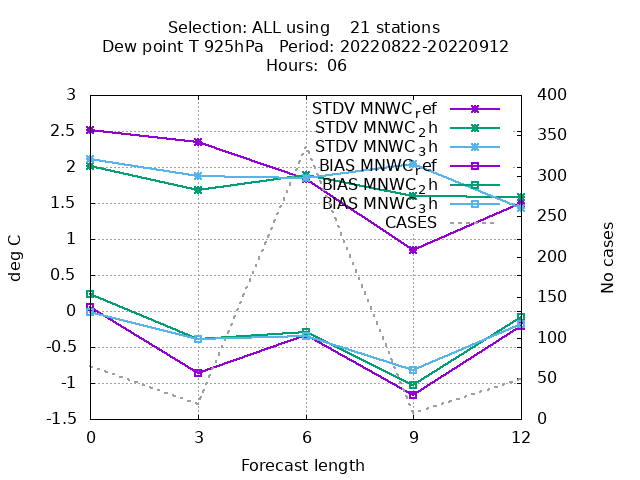 Selection: ALL using 21 stations
Dew point T 925hPa Period: 20220822-20220912
Hours: 06
3 400
STDV MNWC_ref
2.5 350
STDV MNWC_2h
STDV MNWC_3h
2 300
BIAS MNWC_ref
BIAS MNWC_2h
1.5 250
BIAS MNWC_3h
CASES
1 200
deg C
No cases
0.5 150
0 100
-0.5
-1 50
-1.5 0
0 3 6 9 12
Forecast length